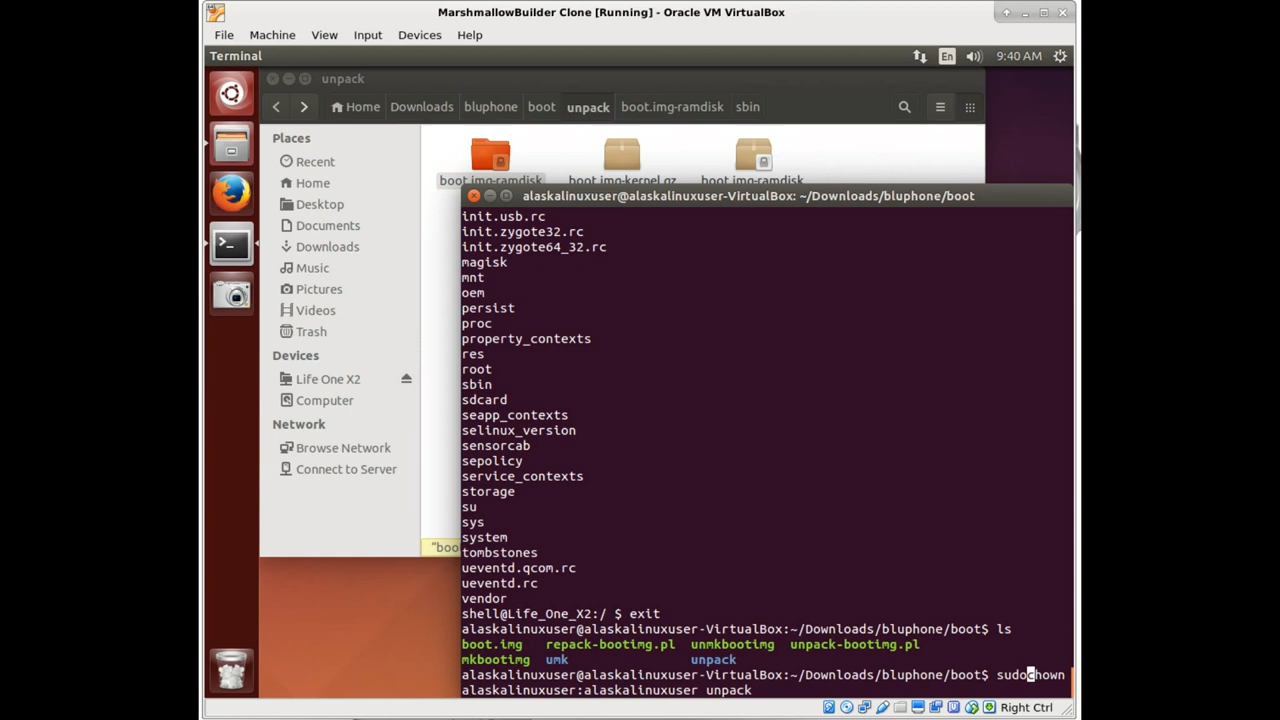 MarshmallowBuilder Clone [Running] - Oracle VM VirtualBox
File Machine View Input Devices Help
Terminal En 9:40 AM
unpack
Home Downloads bluphone boot unpack boot.img-ramdisk sbin
Places
Recent
Home
Desktop
Documents
Downloads
Music
Pictures
Videos
Trash
Devices
Life One X2
Computer
Network
Browse Network
Connect to Server
boot.img-ramdisk boot.img-kernel.gz boot.img-ramdisk
"boo
alaskalinuxuser@alaskalinuxuser-VirtualBox: ~/Downloads/bluphone/boot
init.usb.rc
init.zygote32.rc
init.zygote64_32.rc
magisk
mnt
oem
persist
proc
property_contexts
res
root
sbin
sdcard
seapp_contexts
selinux_version
sensorcab
sepolicy
service_contexts
storage
su
sys
system
tombstones
ueventd.qcom.rc
ueventd.rc
vendor
shell@Life_One_X2:/ $ exit
alaskalinuxuser@alaskalinuxuser-VirtualBox:~/Downloads/bluphone/boot$ ls
boot.img repack-bootimg.pl unmkbootimg unpack-bootimg.pl
mkbootimg umk unpack
alaskalinuxuser@alaskalinuxuser-VirtualBox:~/Downloads/bluphone/boot$ sudochown
alaskalinuxuser:alaskalinuxuser unpack
Right Ctrl